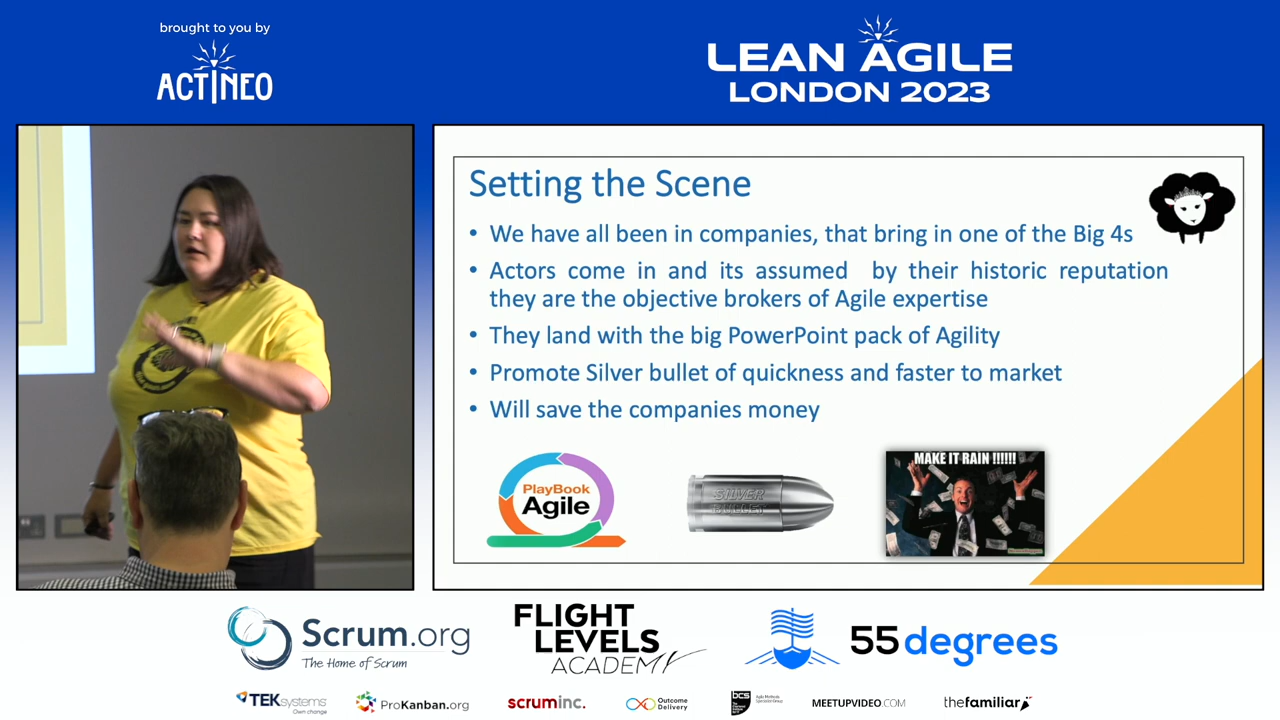 brought to you by
ACTINEO
LEAN AGILE
LONDON 2023
Setting the Scene
• We have all been in companies, that bring in one of the Big 4s
• Actors come in and its assumed by their historic reputation
they are the objective brokers of Agile expertise
• They land with the big PowerPoint pack of Agility
• Promote Silver bullet of quickness and faster to market
• Will save the companies money
PlayBook
Agile
SILVER
BULLET
MAKE IT RAIN !!!!!!
Scrum.org
The Home of Scrum
FLIGHT
LEVELS
ACADEMY
55 degrees
TEKsystems
Own change
ProKanban.org
scruminc.
Outcome
Delivery
bcs
MEETUPVIDEO.COM
thefamiliar